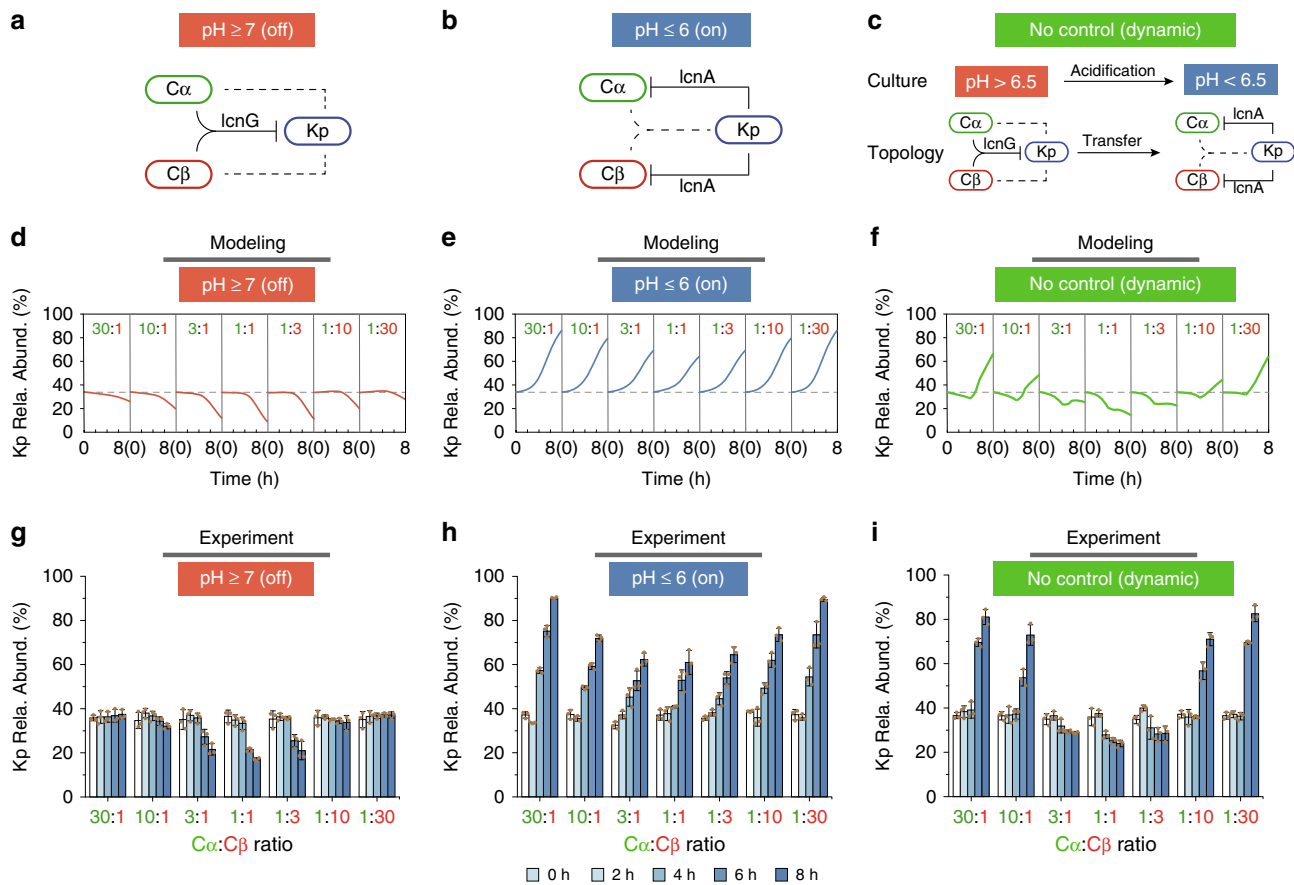 a
pH ≥ 7 (off)
Cα
lcnG
Kp
Cβ
b
pH ≤ 6 (on)
lcnA
Cα
Kp
Cβ
lcnA
c
No control (dynamic)
Culture
pH > 6.5
Acidification
pH < 6.5
Topology
Cα
lcnG
Kp
Cβ
Transfer
Cα
lcnA
Kp
Cβ
lcnA
d
Modeling
pH ≥ 7 (off)
Kp Rela. Abund. (%)
100
80
60
40
20
0
30:1 10:1 3:1 1:1 1:3 1:10 1:30
0 8(0) 8(0) 8(0) 8(0) 8(0) 8(0) 8
Time (h)
e
Modeling
pH ≤ 6 (on)
Kp Rela. Abund. (%)
100
80
60
40
20
0
30:1 10:1 3:1 1:1 1:3 1:10 1:30
0 8(0) 8(0) 8(0) 8(0) 8(0) 8(0) 8
Time (h)
f
Modeling
No control (dynamic)
Kp Rela. Abund. (%)
100
80
60
40
20
0
30:1 10:1 3:1 1:1 1:3 1:10 1:30
0 8(0) 8(0) 8(0) 8(0) 8(0) 8(0) 8
Time (h)
g
Experiment
pH ≥ 7 (off)
Kp Rela. Abund. (%)
100
80
60
40
20
0
30:1 10:1 3:1 1:1 1:3 1:10 1:30
Cα:Cβ ratio
h
Experiment
pH ≤ 6 (on)
Kp Rela. Abund. (%)
100
80
60
40
20
0
30:1 10:1 3:1 1:1 1:3 1:10 1:30
Cα:Cβ ratio
0 h 2 h 4 h 6 h 8 h
i
Experiment
No control (dynamic)
Kp Rela. Abund. (%)
100
80
60
40
20
0
30:1 10:1 3:1 1:1 1:3 1:10 1:30
Cα:Cβ ratio